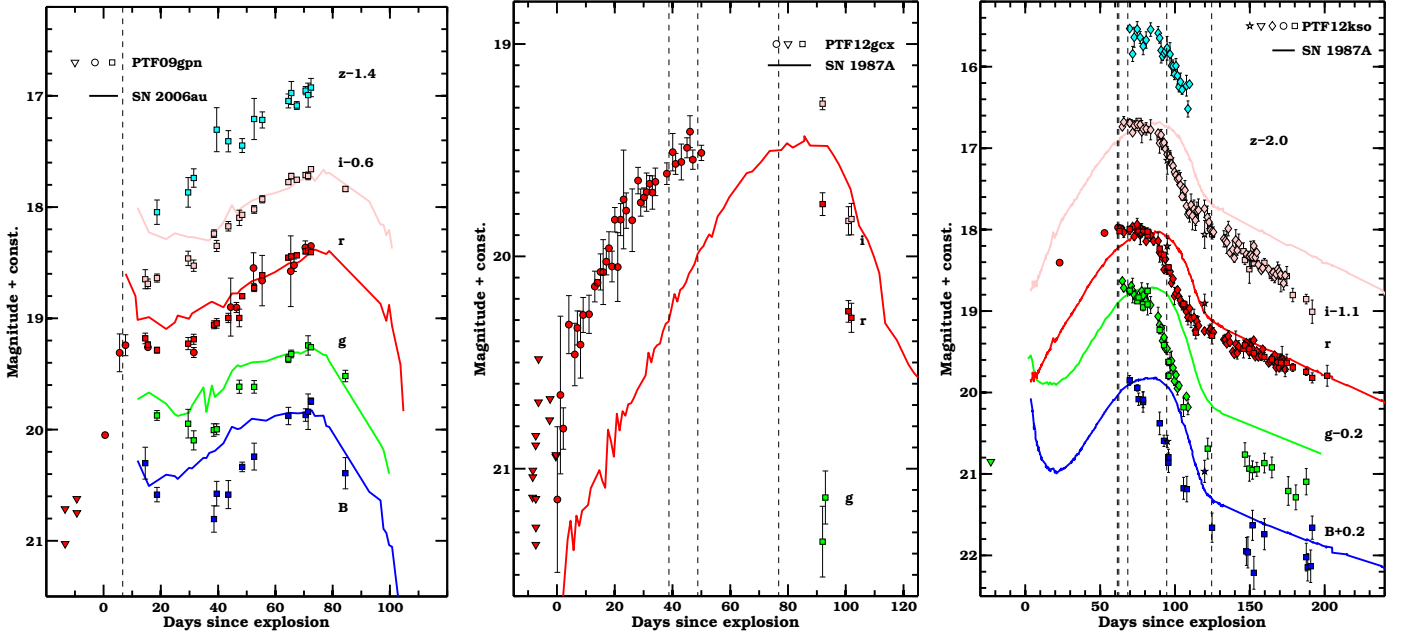 PTF09gpn
SN 2006au
z−1.4
i−0.6
r
g
B
17
18
19
20
21
0 20 40 60 80 100
Days since explosion
Magnitude + const.
PTF12gcx
SN 1987A
i
r
g
19
20
21
0 20 40 60 80 100 120
Days since explosion
Magnitude + const.
PTF12kso
SN 1987A
z−2.0
i−1.1
r
g−0.2
B+0.2
16
17
18
19
20
21
22
0 50 100 150 200
Days since explosion
Magnitude + const.